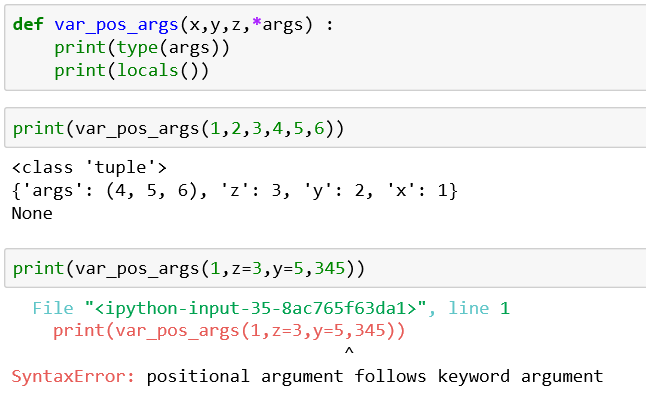 def var_pos_args(x,y,z,*args) :
    print(type(args))
    print(locals())
print(var_pos_args(1,2,3,4,5,6))
<class 'tuple'>
{'args': (4, 5, 6), 'z': 3, 'y': 2, 'x': 1}
None
print(var_pos_args(1,z=3,y=5,345))
  File "<ipython-input-35-8ac765f63da1>", line 1
    print(var_pos_args(1,z=3,y=5,345))
                                ^
SyntaxError: positional argument follows keyword argument